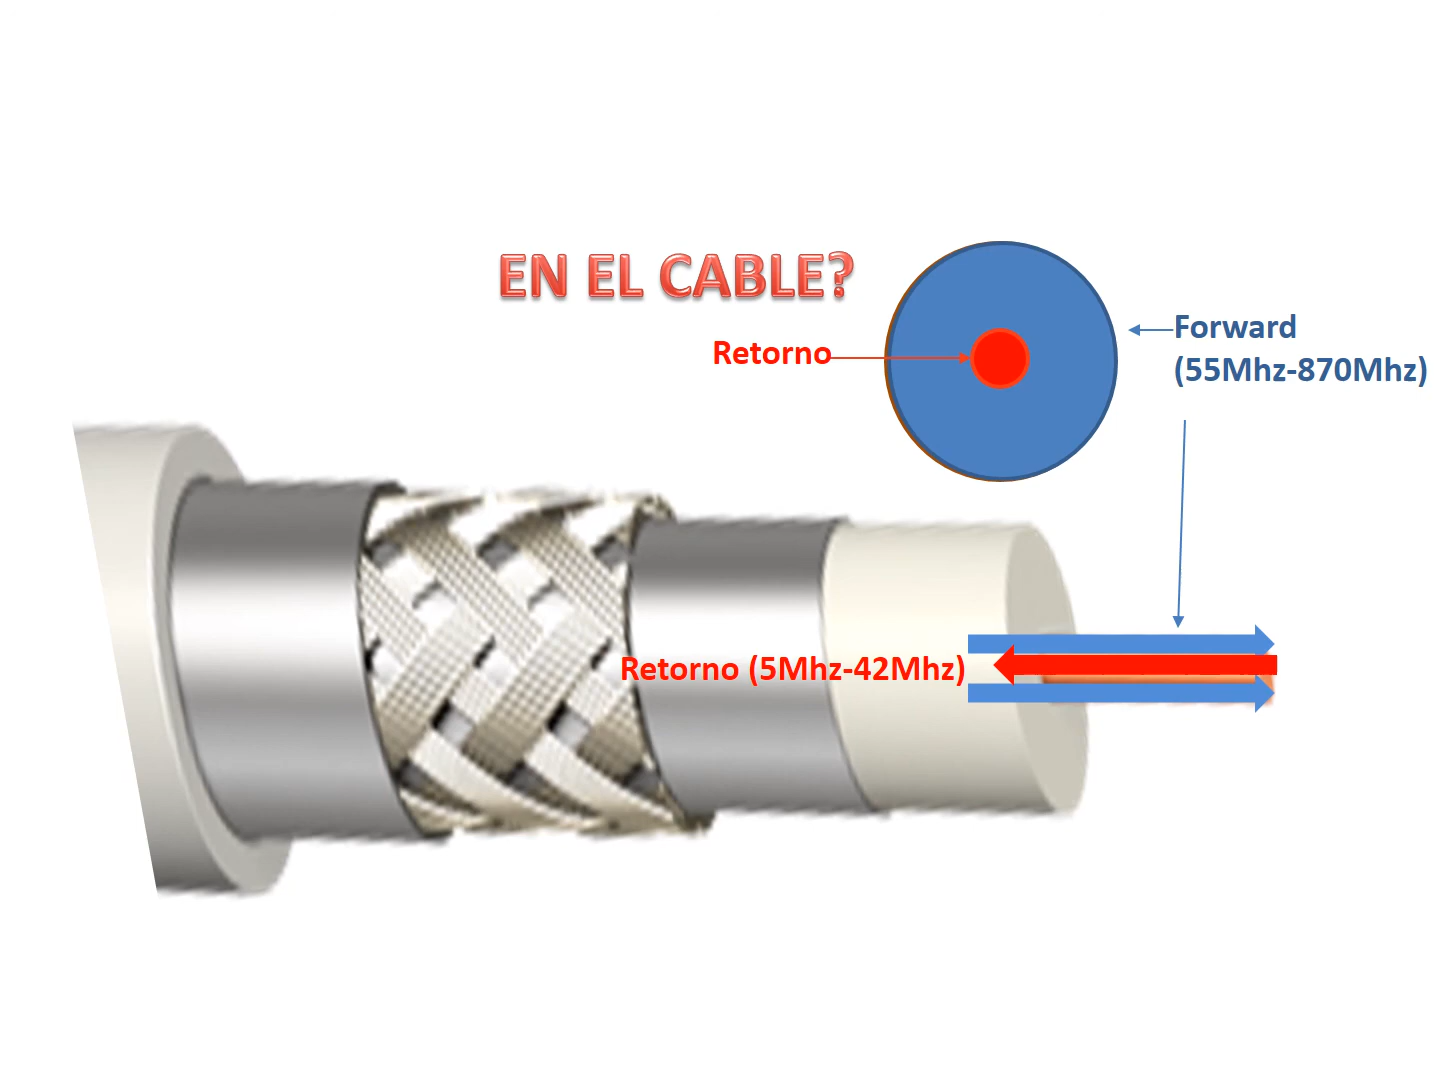 EN EL CABLE?
Retorno
Forward
(55Mhz-870Mhz)
Retorno (5Mhz-42Mhz)